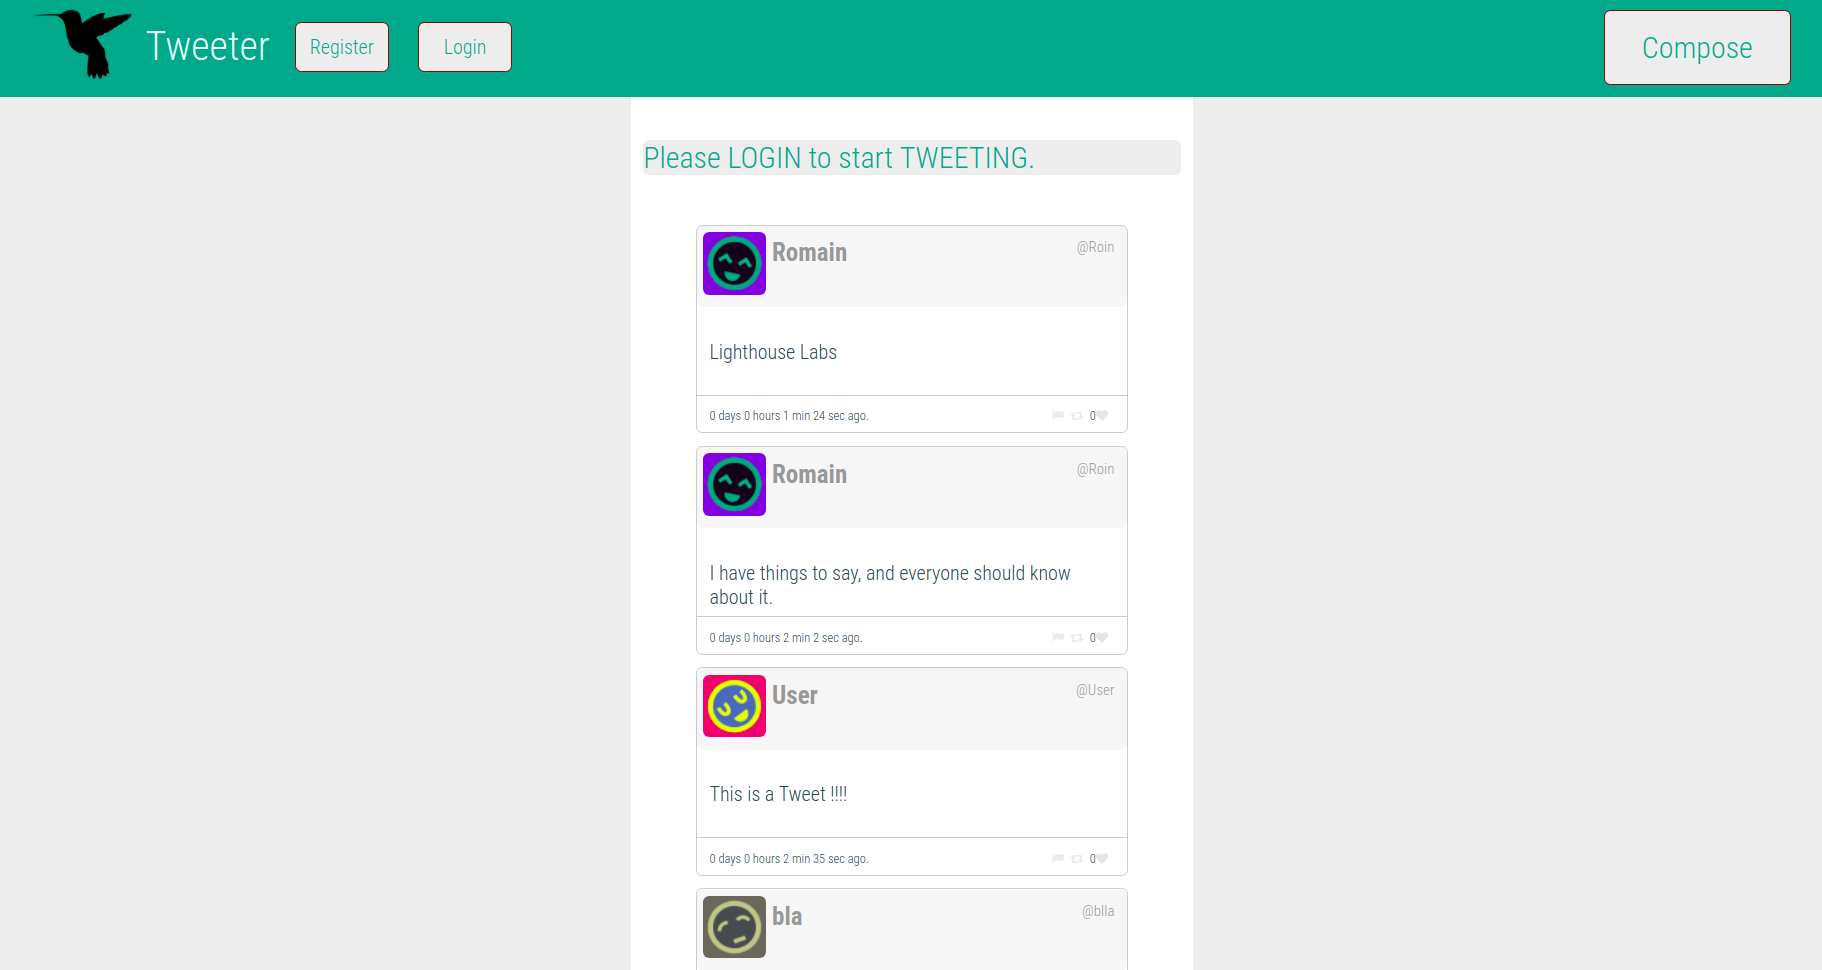 Tweeter Register Login Compose
Please LOGIN to start TWEETING.
Romain @Roin
Lighthouse Labs
0 days 0 hours 1 min 24 sec ago. 0
Romain @Roin
I have things to say, and everyone should know
about it.
0 days 0 hours 2 min 2 sec ago. 0
User @User
This is a Tweet !!!!
0 days 0 hours 2 min 35 sec ago. 0
bla @blla